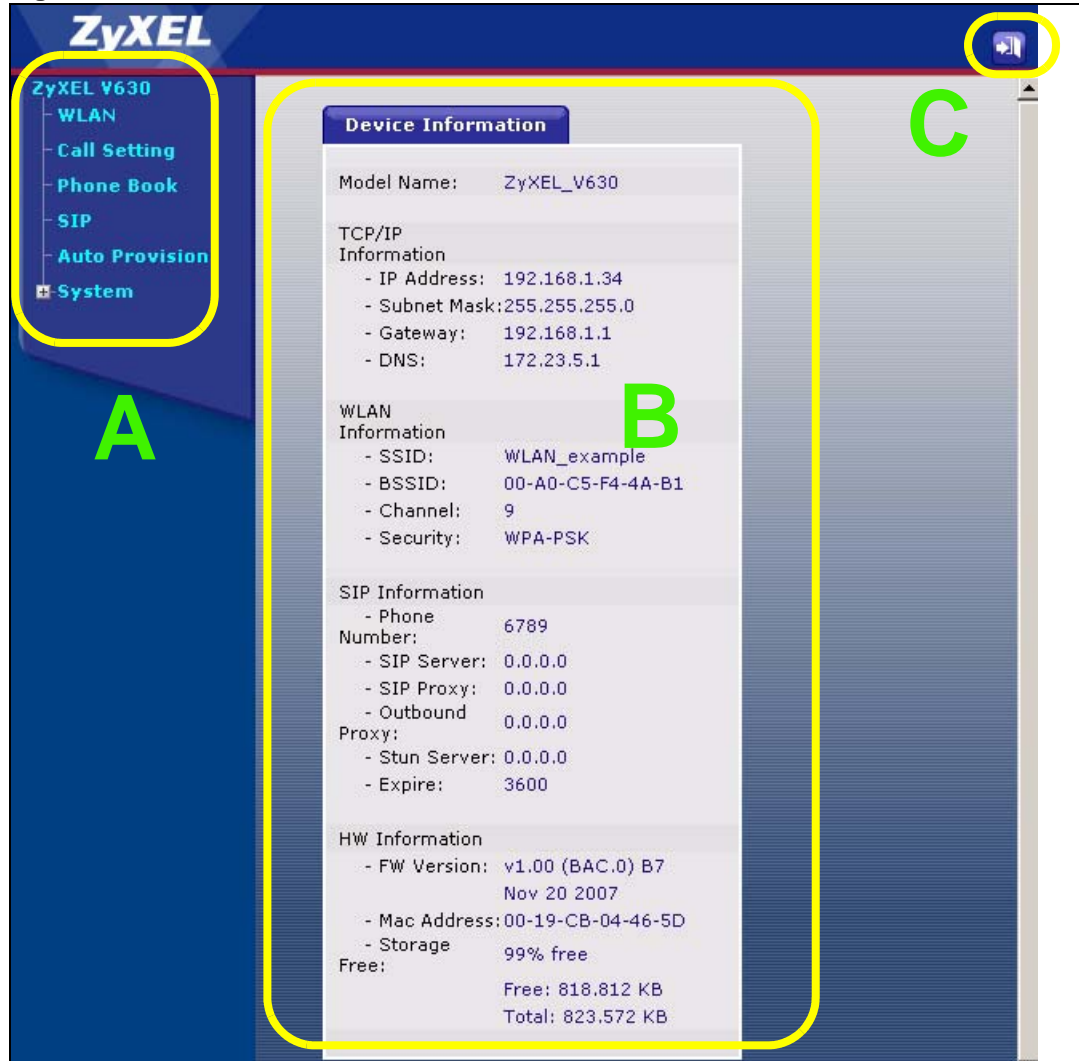 ZyXEL
ZyXEL V630
WLAN
Call Setting
Phone Book
SIP
Auto Provision
System
A
C
Device Information
Model Name: ZyXEL_V630
TCP/IP
Information
- IP Address: 192.168.1.34
- Subnet Mask:255.255.255.0
- Gateway: 192.168.1.1
- DNS: 172.23.5.1
B
WLAN
Information
- SSID: WLAN_example
- BSSID: 00-A0-C5-F4-4A-B1
- Channel: 9
- Security: WPA-PSK
SIP Information
- Phone
Number: 6789
- SIP Server: 0.0.0.0
- SIP Proxy: 0.0.0.0
- Outbound
Proxy: 0.0.0.0
- Stun Server: 0.0.0.0
- Expire: 3600
HW Information
- FW Version: v1.00 (BAC.0) B7
Nov 20 2007
- Mac Address:00-19-CB-04-46-5D
- Storage
Free: 99% free
Free: 818.812 KB
Total: 823.572 KB